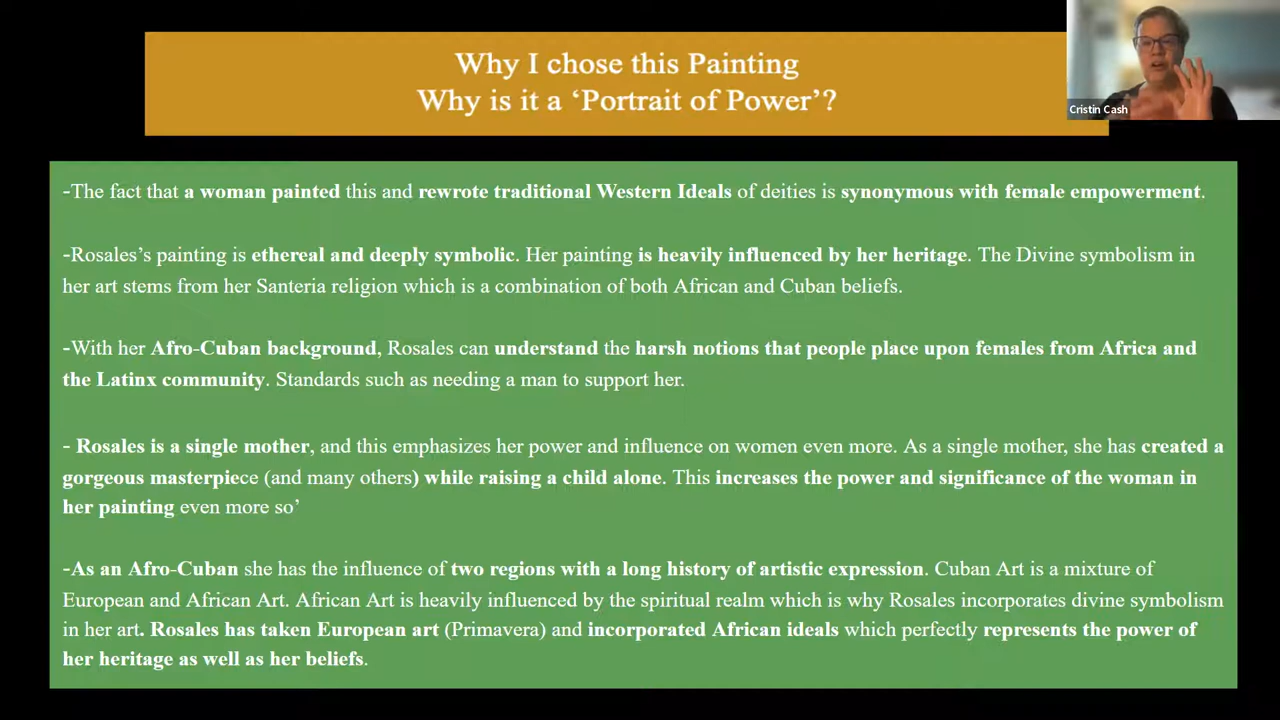 Why I chose this Painting
Why is it a ‘Portrait of Power’?
Cristin Cash
-The fact that a woman painted this and rewrote traditional Western Ideals of deities is synonymous with female empowerment.
-Rosales’s painting is ethereal and deeply symbolic. Her painting is heavily influenced by her heritage. The Divine symbolism in
her art stems from her Santeria religion which is a combination of both African and Cuban beliefs.
-With her Afro-Cuban background, Rosales can understand the harsh notions that people place upon females from Africa and
the Latinx community. Standards such as needing a man to support her.
- Rosales is a single mother, and this emphasizes her power and influence on women even more. As a single mother, she has created a
gorgeous masterpiece (and many others) while raising a child alone. This increases the power and significance of the woman in
her painting even more so’
-As an Afro-Cuban she has the influence of two regions with a long history of artistic expression. Cuban Art is a mixture of
European and African Art. African Art is heavily influenced by the spiritual realm which is why Rosales incorporates divine symbolism
in her art. Rosales has taken European art (Primavera) and incorporated African ideals which perfectly represents the power of
her heritage as well as her beliefs.